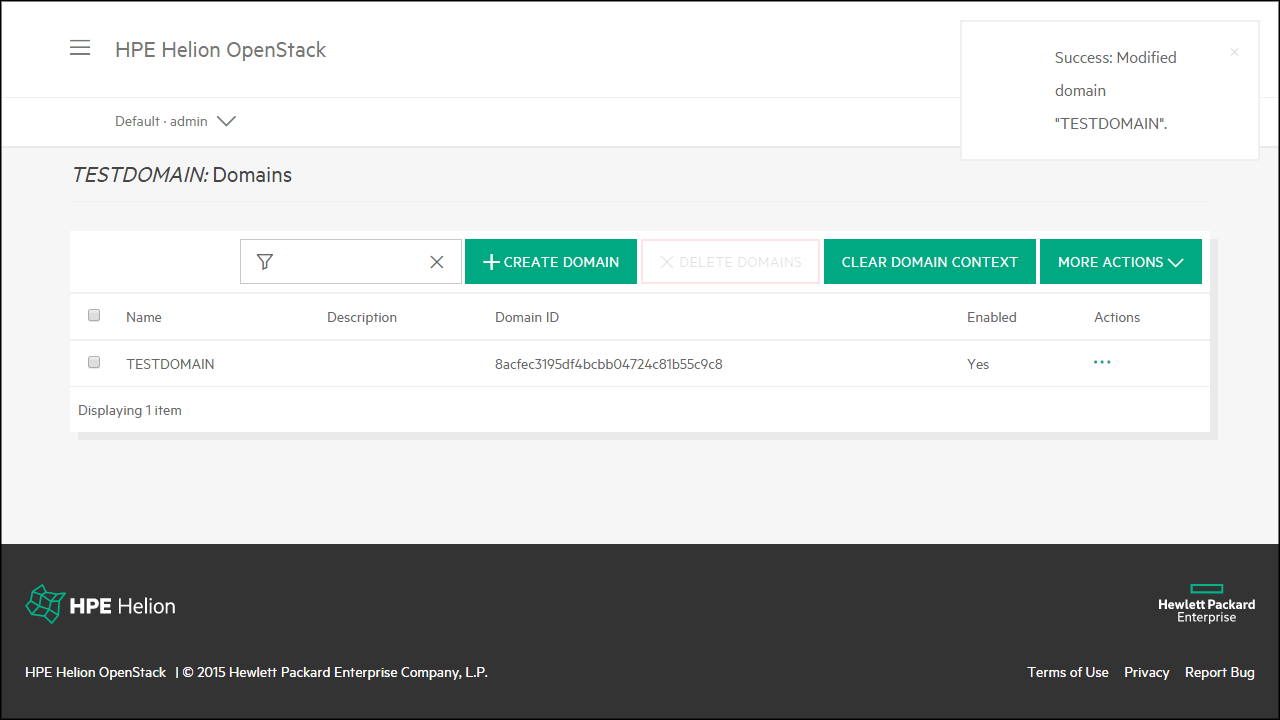 HPE Helion OpenStack
Success: Modified
domain
"TESTDOMAIN".
×
Default · admin
TESTDOMAIN: Domains
CREATE DOMAIN
DELETE DOMAINS
CLEAR DOMAIN CONTEXT
MORE ACTIONS
Name
Description
Domain ID
Enabled
Actions
TESTDOMAIN
8acfec3195df4bcbb04724c81b55c9c8
Yes
Displaying 1 item
HPE Helion
Hewlett Packard
Enterprise
HPE Helion OpenStack | © 2015 Hewlett Packard Enterprise Company, L.P.
Terms of Use
Privacy
Report Bug